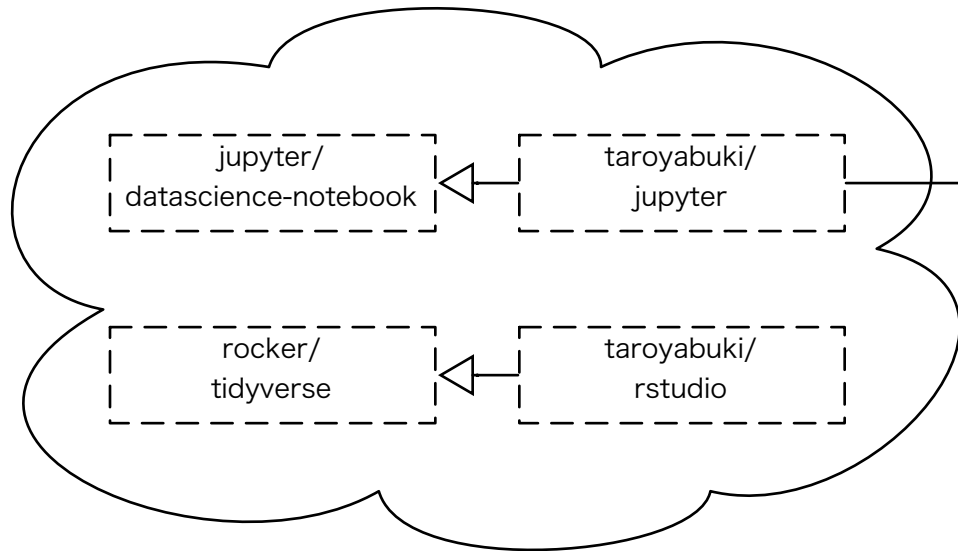 jupyter/
datascience-notebook
taroyabuki/
jupyter
rocker/
tidyverse
taroyabuki/
rstudio